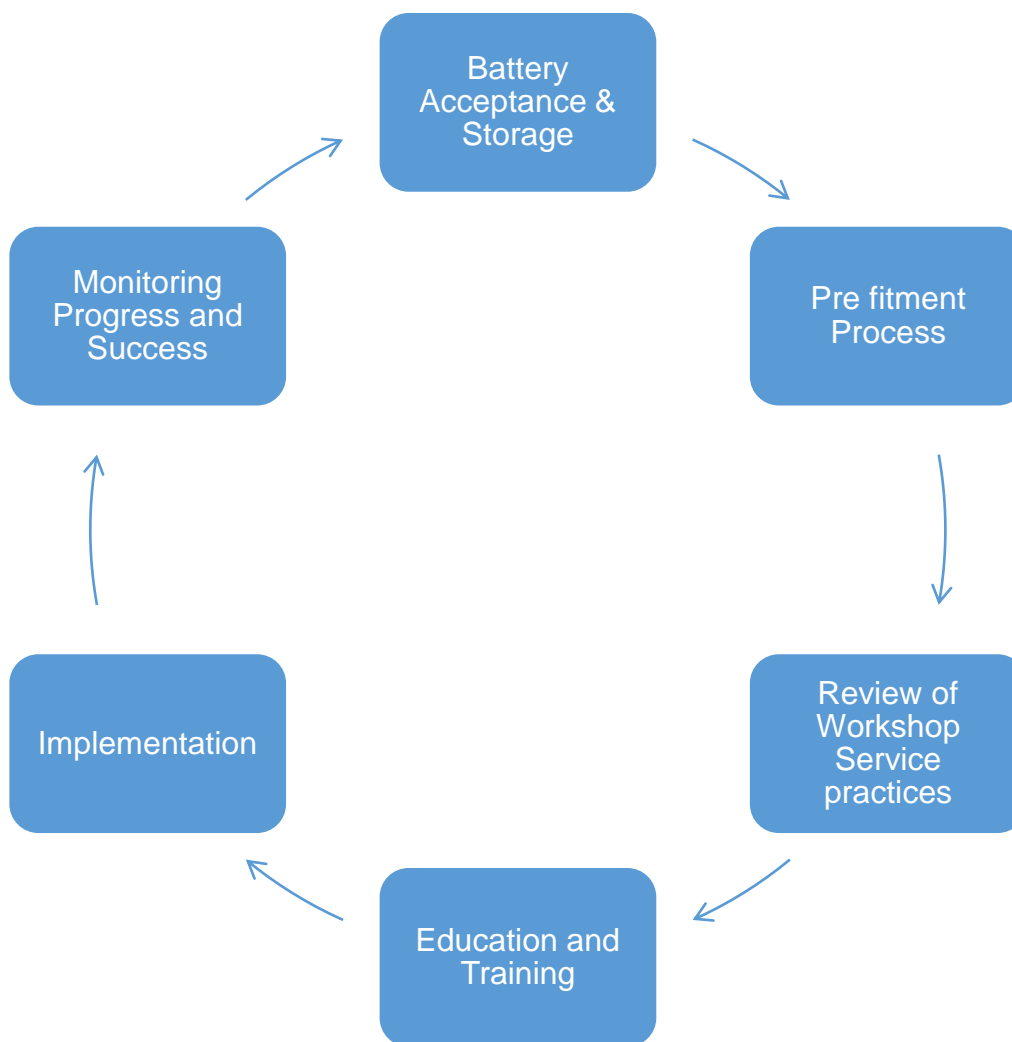 Battery
Acceptance &
Storage
Pre fitment
Process
Review of
Workshop
Service
practices
Education and
Training
Implementation
Monitoring
Progress and
Success